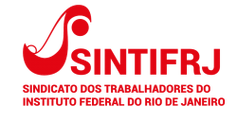 SINTIFRJ
SINDICATO DOS TRABALHADORES DO
INSTITUTO FEDERAL DO RIO DE JANEIRO